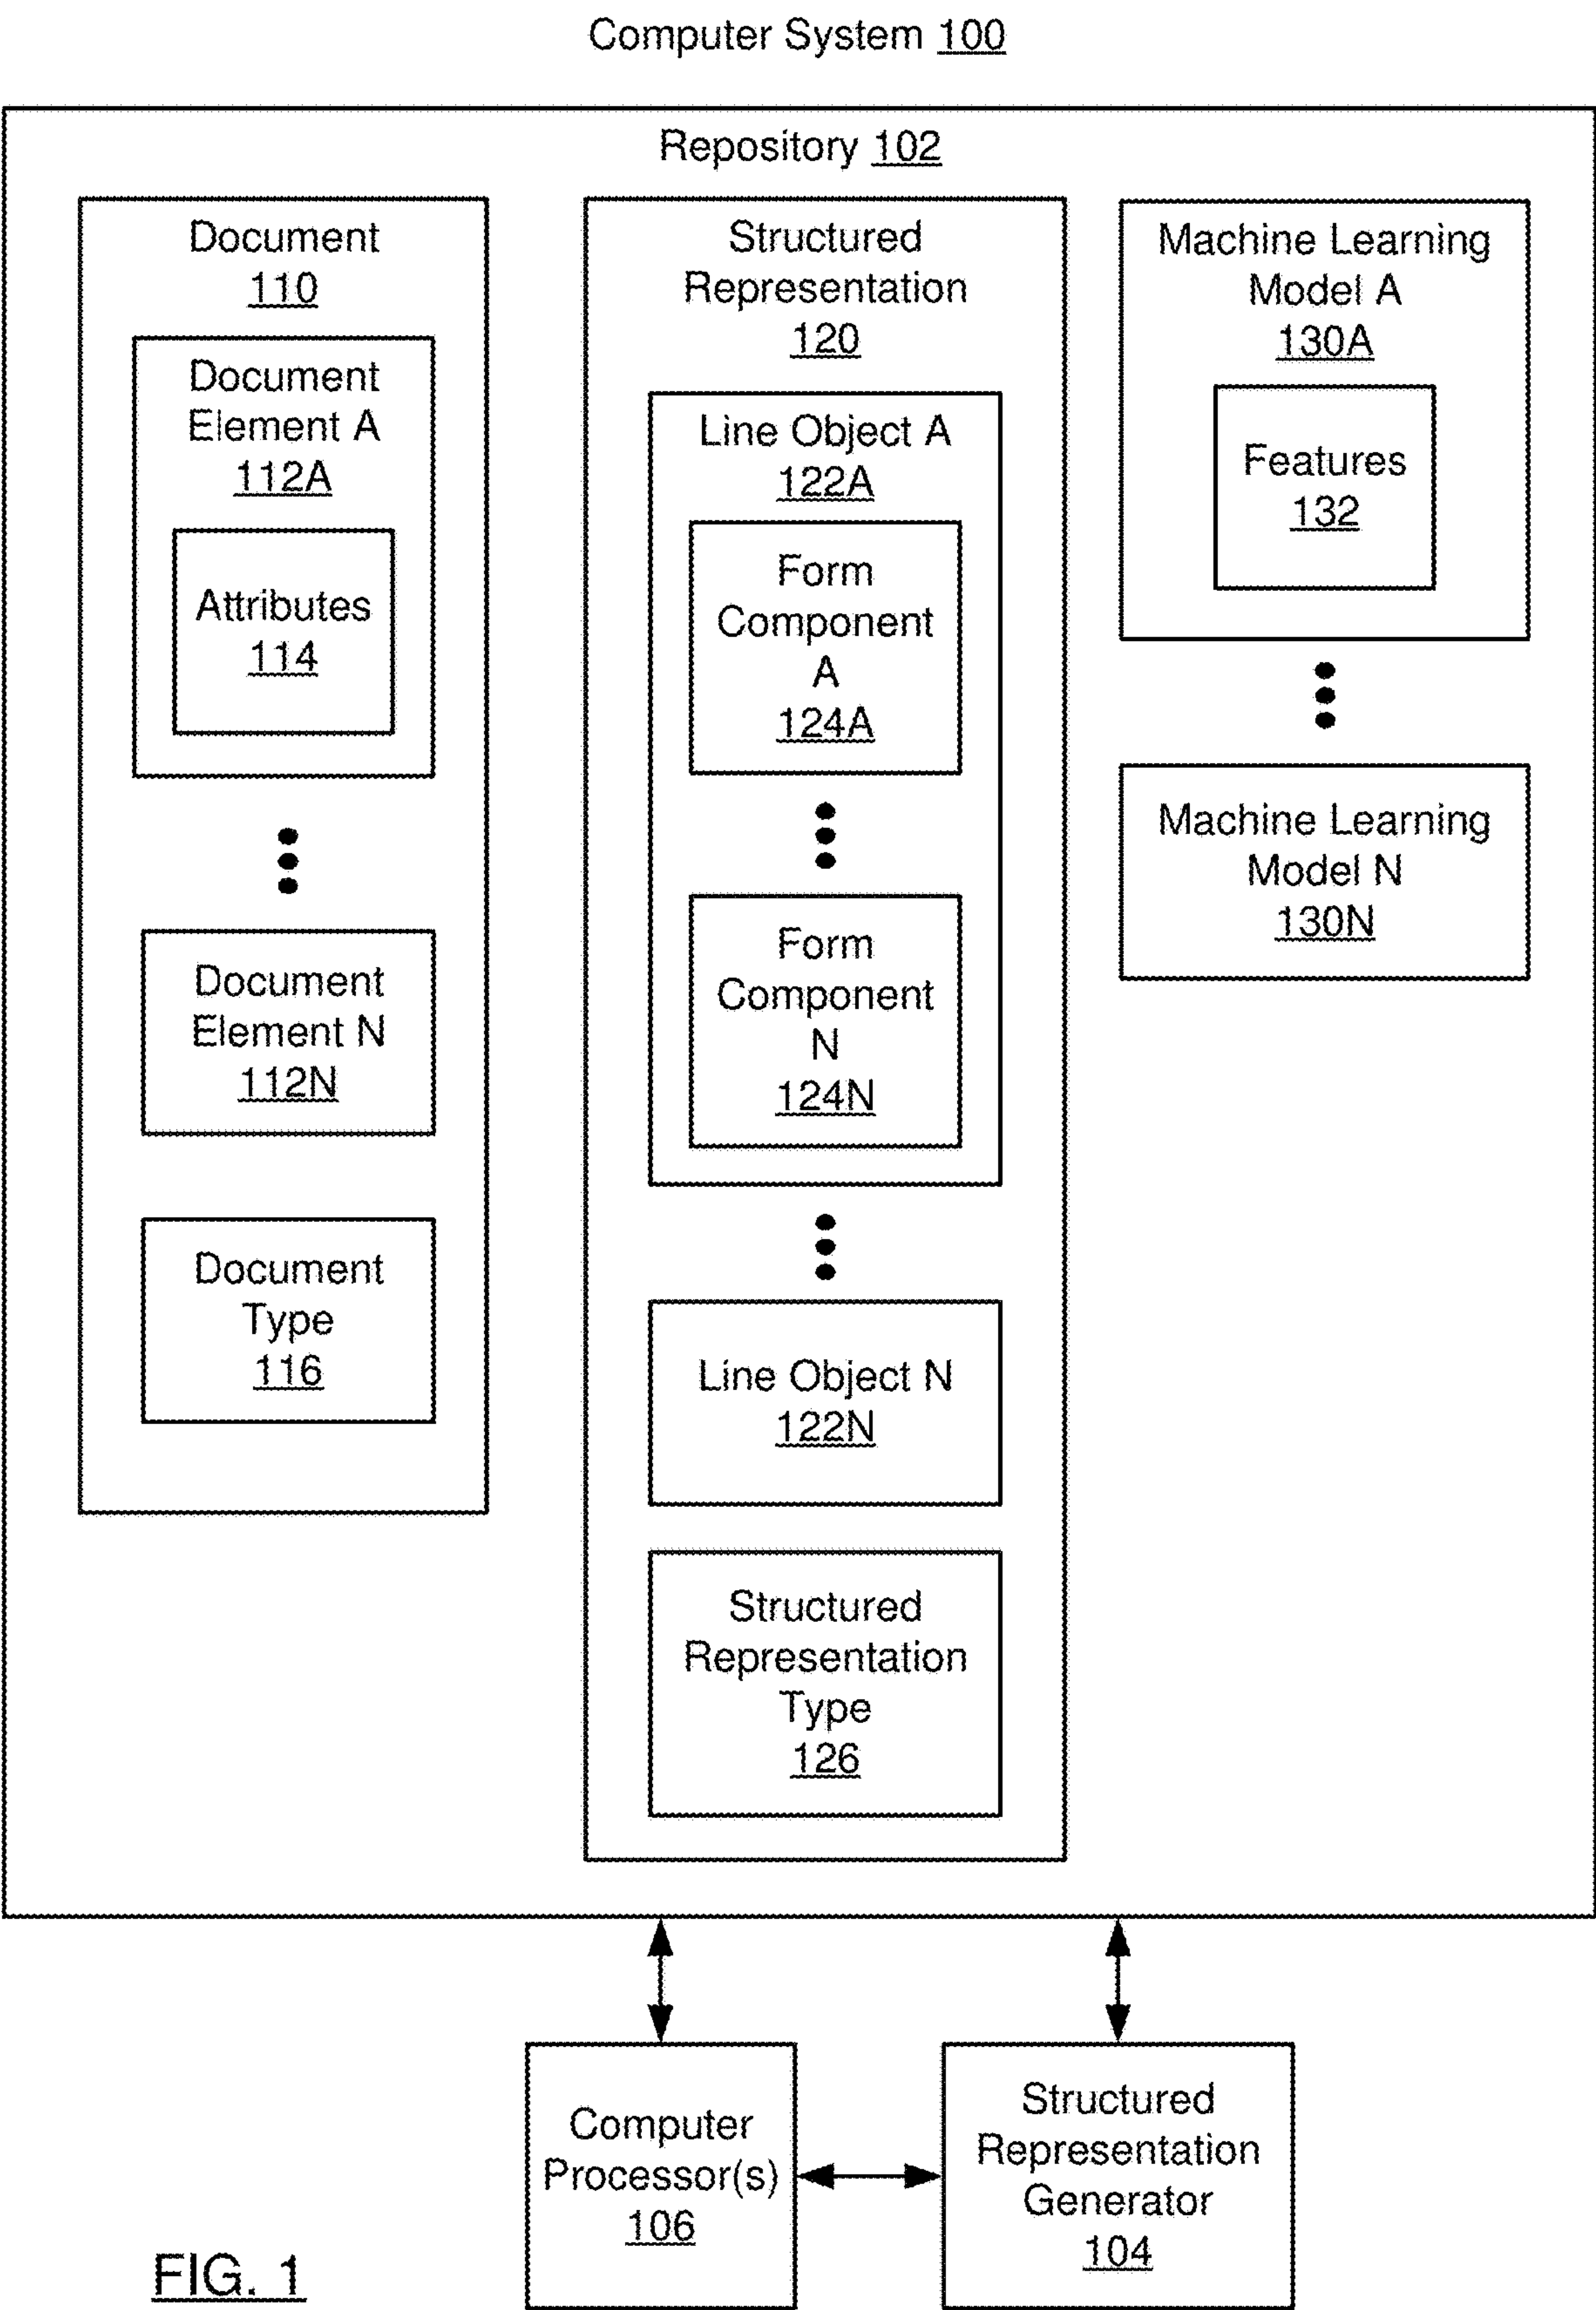 Computer System 100
Repository 102
Document
110
Document
Element A
112A
Attributes
114
Document
Element N
112N
Document
Type
116
Structured
Representation
120
Line Object A
122A
Form
Component
A
124A
Form
Component
N
124N
Line Object N
122N
Structured
Representation
Type
126
Machine Learning
Model A
130A
Features
132
Machine Learning
Model N
130N
Computer
Processor(s)
106
Structured
Representation
Generator
104
FIG. 1